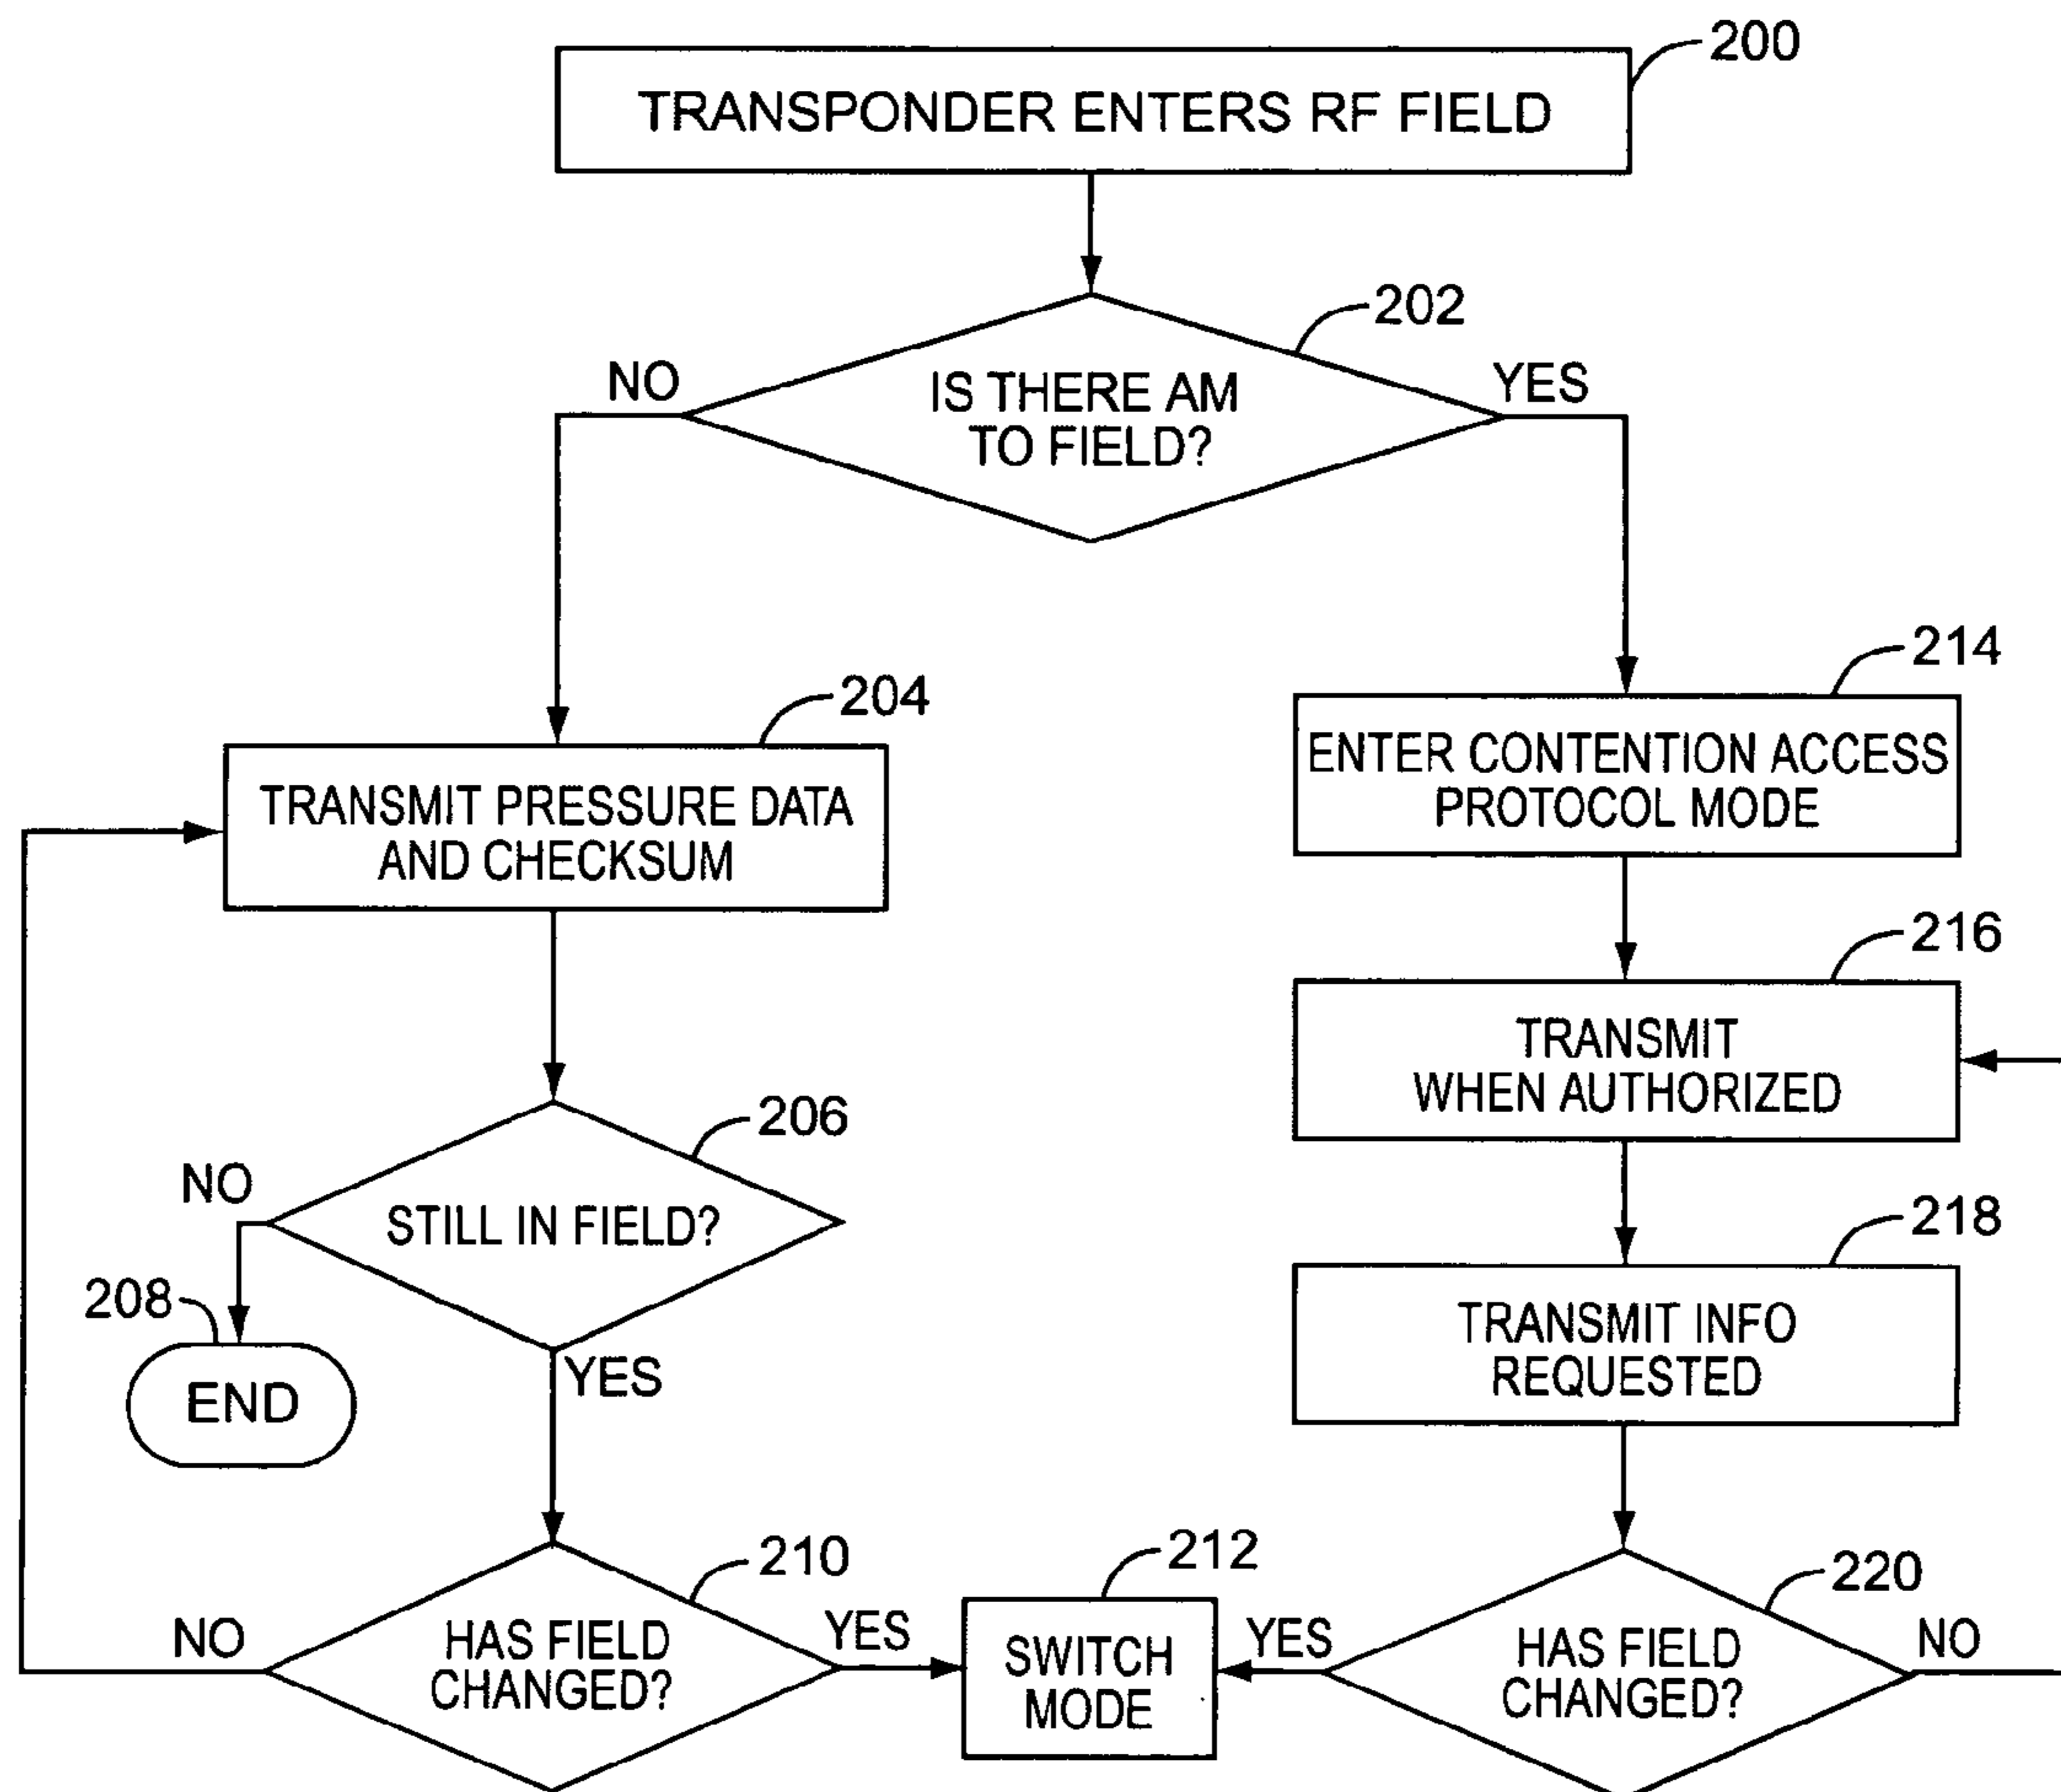 200
TRANSPONDER ENTERS RF FIELD
202
NO
YES
IS THERE AM
TO FIELD?
204
TRANSMIT PRESSURE DATA
AND CHECKSUM
206
NO
STILL IN FIELD?
208
END
YES
210
NO
HAS FIELD
CHANGED?
YES
212
SWITCH
MODE
214
ENTER CONTENTION ACCESS
PROTOCOL MODE
216
TRANSMIT
WHEN AUTHORIZED
218
TRANSMIT INFO
REQUESTED
220
YES
HAS FIELD
CHANGED?
NO